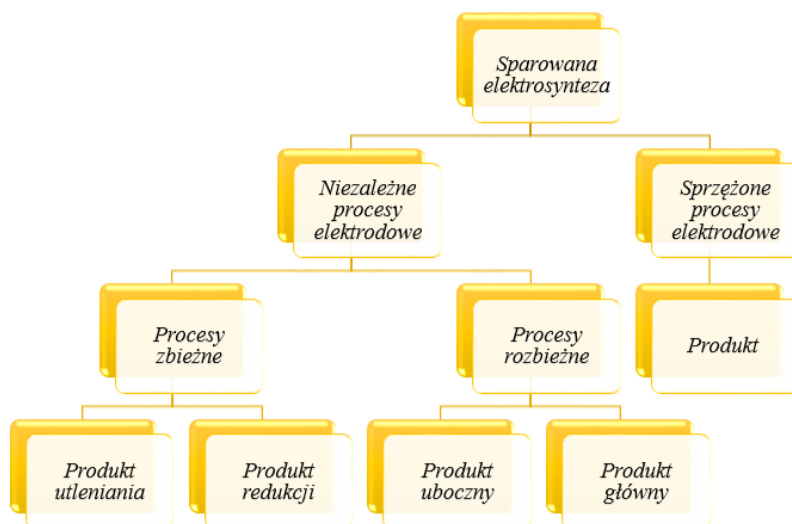 Sparowana
elektrosynteza
Niezależne
procesy
elektrodowe
Sprzężone
procesy
elektrodowe
Procesy
zbieżne
Procesy
rozbieżne
Produkt
Produkt
utleniania
Produkt
redukcji
Produkt
uboczny
Produkt
główny